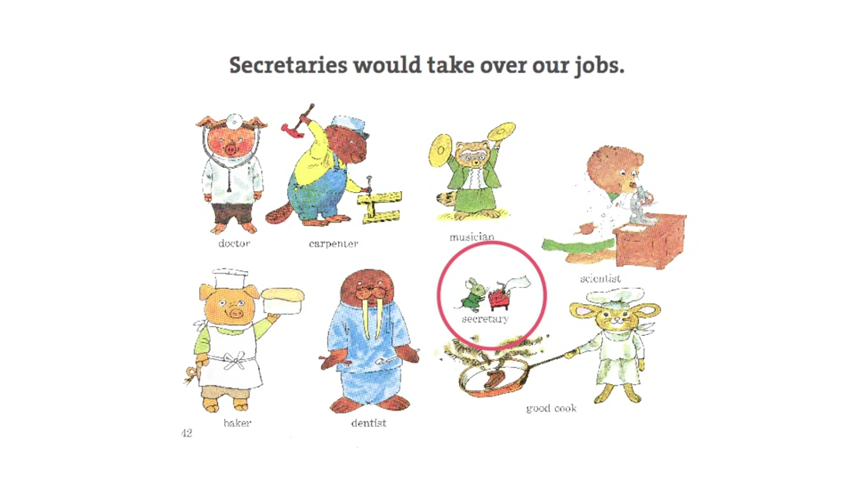 Secretaries would take over our jobs.
doctor
carpenter
musician
scientist
secretary
baker
dentist
good cook
42